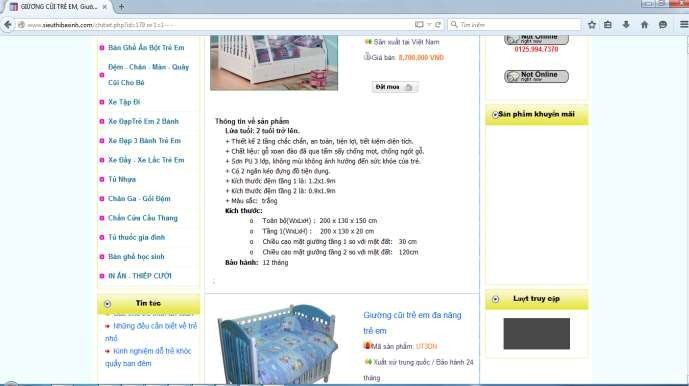 GIƯỜNG CŨI TRẺ EM, Giườ...
www.sieuthibexinh.com/chitiet.php?id=179
Tìm kiếm
Bàn Ghế Ăn Bột Trẻ Em
Đệm - Chăn - Màn - Quây
Cũi Cho Bé
Xe Tập Đi
Xe ĐạpTrẻ Em 2 Bánh
Xe Đạp 3 Bánh Trẻ Em
Xe Đẩy - Xe Lắc Trẻ Em
Tủ Nhựa
Chăn Ga - Gối Đệm
Chắn Cửa Cầu Thang
Tủ thuốc gia đình
Bàn ghế học sinh
IN ẤN - THIẾP CƯỚI
Tin tức
Những đều cần biết về trẻ
nhỏ
Kinh nghiệm dỗ trẻ khóc
quấy ban đêm
Sản xuất tại Việt Nam
Giá bán: 8,700,000 VNĐ
Đặt mua
Thông tin về sản phẩm
Lứa tuổi: 2 tuổi trở lên.
+ Thiết kế 2 tầng chắc chắn, an toàn, tiện lợi, tiết kiệm diện tích.
+ Chất liệu: gỗ xoan đào đã qua tẩm sấy chống mọt, chống ngót gỗ.
+ Sơn PU 3 lớp, không mùi không ảnh hưởng đến sức khỏe của trẻ.
+ Có 2 ngăn kéo đựng đồ tiện dụng.
+ Kích thước đệm tầng 1 là: 1.2x1.9m
+ Kích thước đệm tầng 2 là: 0.9x1.9m
+ Màu sắc: trắng
Kích thước:
o Toàn bộ(WxLxH) : 200 x 130 x 150 cm
o Tầng 1(WxLxH) : 200 x 130 x 20 cm
o Chiều cao mặt giường tầng 1 so với mặt đất: 30 cm
o Chiều cao mặt giường tầng 2 so với mặt đất: 120cm
Bảo hành: 12 tháng
;
Giường cũi trẻ em đa năng
trẻ em
Mã sản phẩm: UT3DN
Xuất xứ trung quốc / Bảo hành 24
tháng
Not Online
right now
0125.994.7370
Not Online
right now
Sản phẩm khuyến mãi
Lượt truy cập